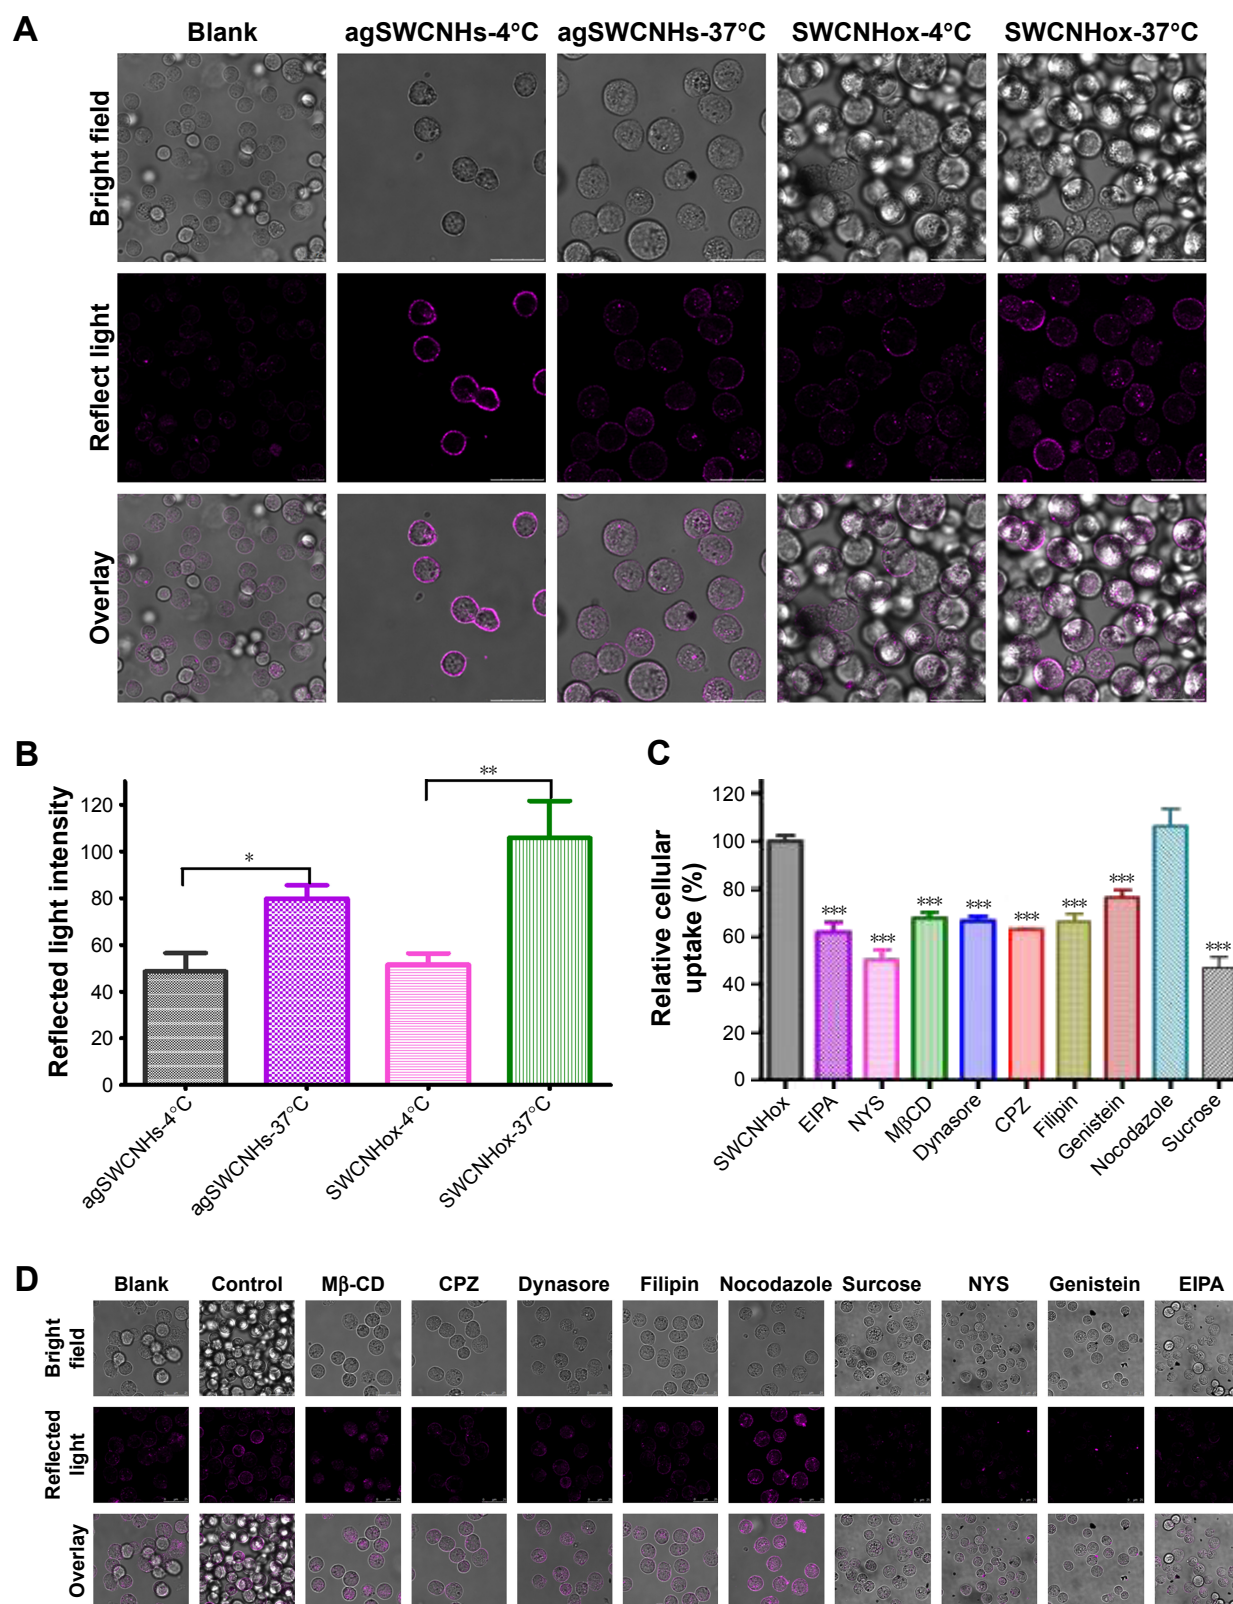 A
Blank
agSWCNHs-4°C
agSWCNHs-37°C
SWCNHox-4°C
SWCNHox-37°C
Bright field
Reflect light
Overlay
B
Reflected light intensity
120
100
80
60
40
20
0
*
**
agSWCNHs-4°C
agSWCNHs-37°C
SWCNHox-4°C
SWCNHox-37°C
C
Relative cellular
uptake (%)
120
100
80
60
40
20
0
***
***
***
***
***
***
***
***
SWCNHox
EIPA
NYS
MβCD
Dynasore
CPZ
Filipin
Genistein
Nocodazole
Sucrose
D
Blank
Control
Mβ-CD
CPZ
Dynasore
Filipin
Nocodazole
Surcose
NYS
Genistein
EIPA
Bright
field
Reflected
light
Overlay